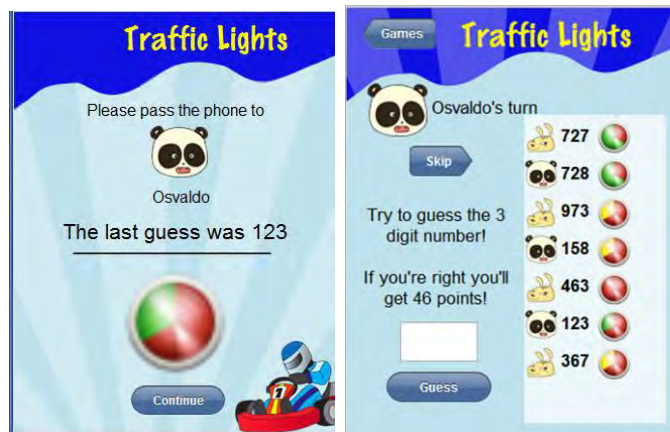 Traffic Lights
Please pass the phone to
Osvaldo
The last guess was 123
Continue
1
Games
Traffic Lights
Osvaldo's turn
Skip
Try to guess the 3
digit number!
If you're right you'll
get 46 points!
Guess
727
728
973
158
463
123
367